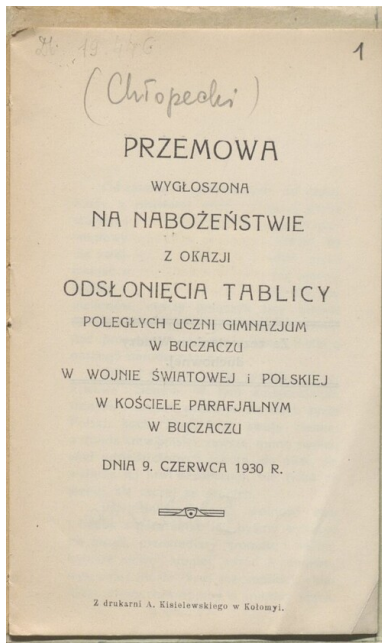 1
(Chłopecki)
PRZEMOWA
WYGŁOSZONA
NA NABOŻEŃSTWIE
Z OKAZJI
ODSŁONIĘCIA TABLICY
POLEGŁYCH UCZNI GIMNAZJUM
W BUCZACZU
W WOJNIE ŚWIATOWEJ i POLSKIEJ
W KOŚCIELE PARAFJALNYM
W BUCZACZU
DNIA 9. CZERWCA 1930 R.
Z drukarni A. Kisielewskiego w Kołomyi.